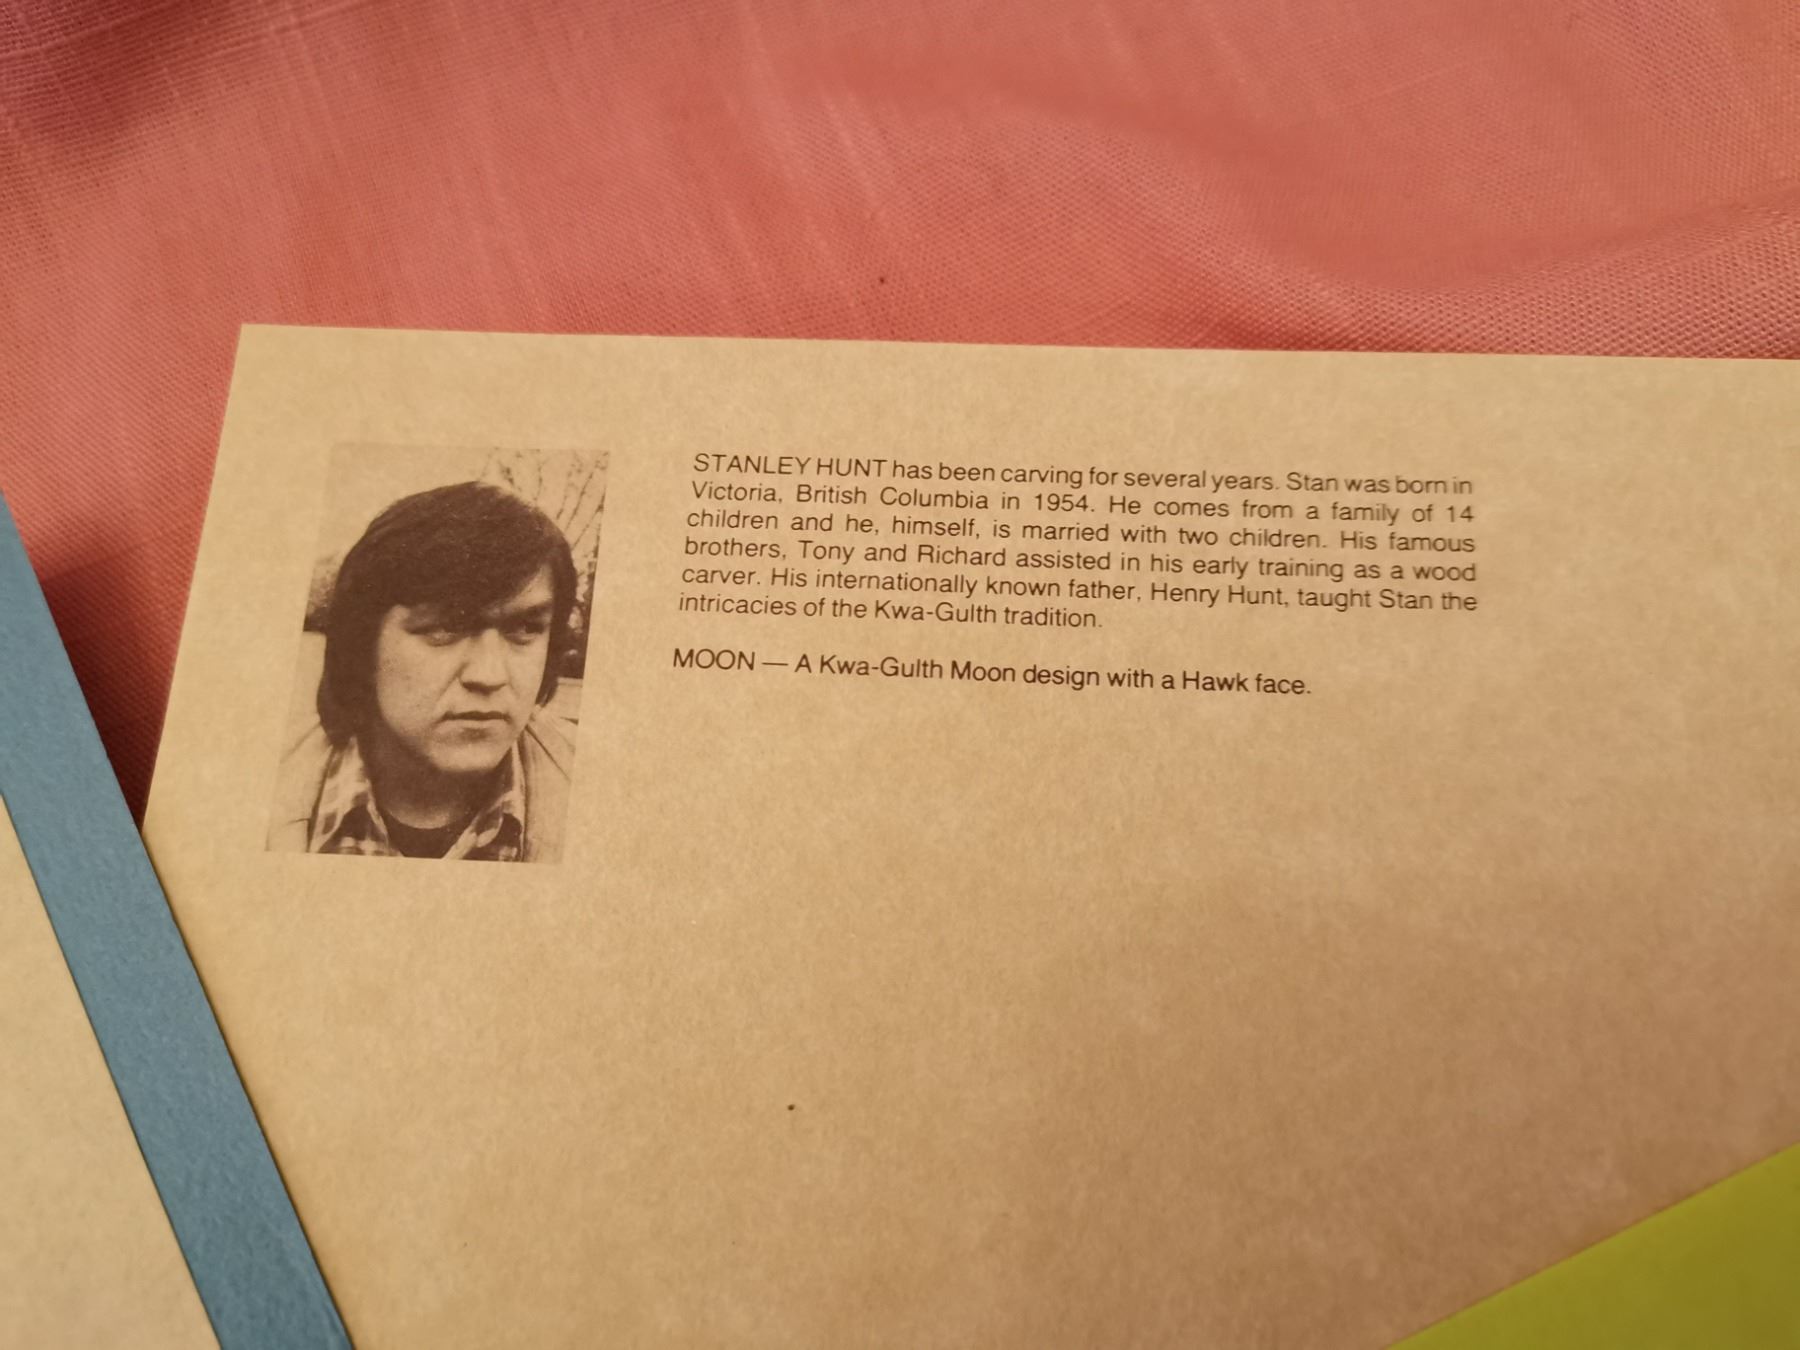 STANLEY HUNT has been carving for several years. Stan was born in
Victoria, British Columbia in 1954. He comes from a family of 14
children and he, himself, is married with two children. His famous
brothers, Tony and Richard assisted in his early training as a wood
carver. His internationally known father, Henry Hunt, taught Stan the
intricacies of the Kwa-Gulth tradition.
MOON — A Kwa-Gulth Moon design with a Hawk face.